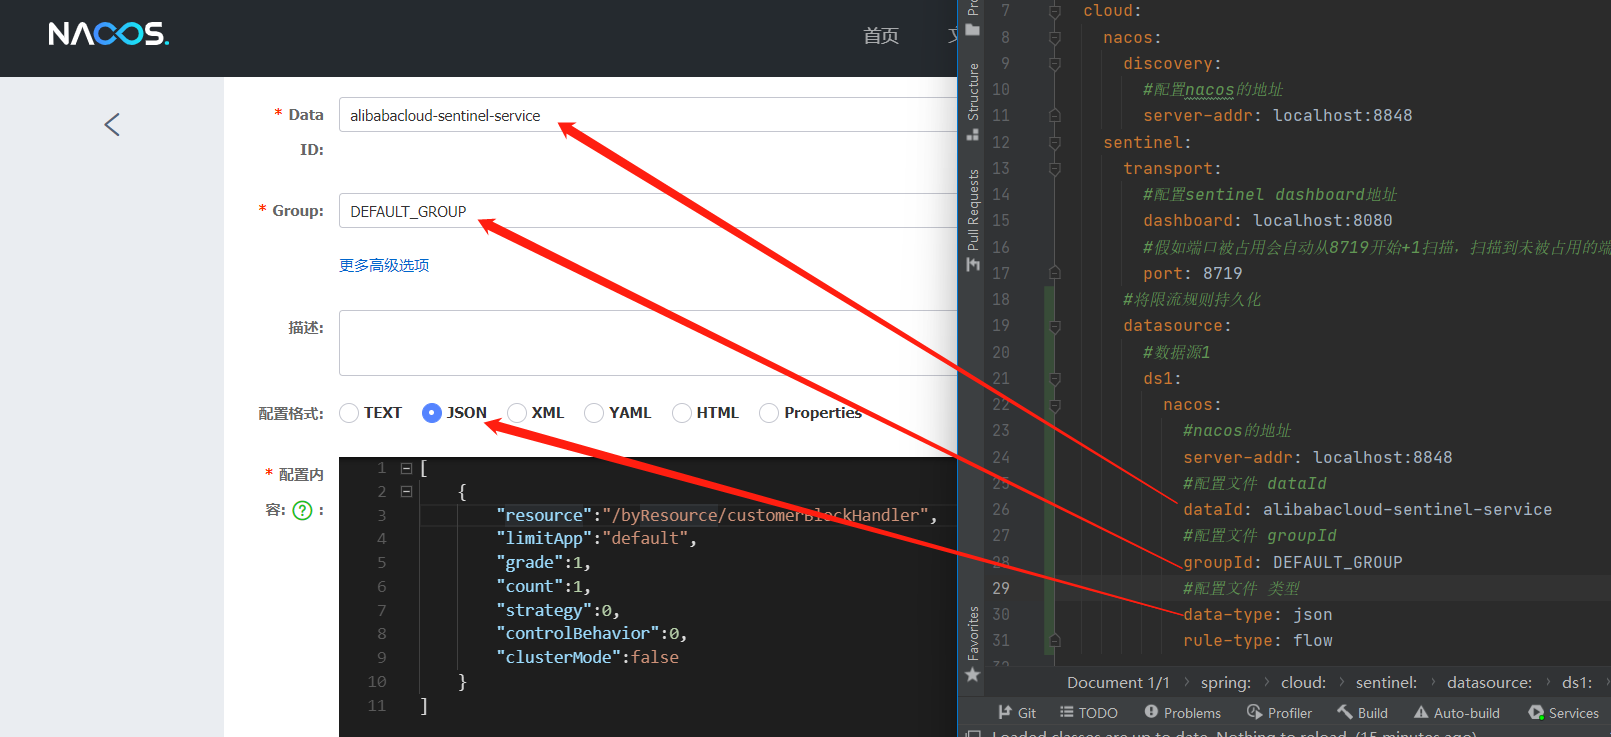 NACOS.
首页
* Data ID:
alibabacloud-sentinel-service
* Group:
DEFAULT_GROUP
更多高级选项
描述:
配置格式:
TEXT JSON XML YAML HTML Properties
* 配置内容: ? :
1 [
2 {
3 "resource":"/byResource/customerBlockHandler",
4 "limitApp":"default",
5 "grade":1,
6 "count":1,
7 "strategy":0,
8 "controlBehavior":0,
9 "clusterMode":false
10 }
11 ]
Structure
Pull Requests
Favorites
7 cloud:
8 nacos:
9 discovery:
10 #配置nacos的地址
11 server-addr: localhost:8848
12 sentinel:
13 transport:
14 #配置sentinel dashboard地址
15 dashboard: localhost:8080
16 #假如端口被占用会自动从8719开始+1扫描，扫描到未被占用的端
17 port: 8719
18 #将限流规则持久化
19 datasource:
20 #数据源1
21 ds1:
22 nacos:
23 #nacos的地址
24 server-addr: localhost:8848
25 #配置文件 dataId
26 dataId: alibabacloud-sentinel-service
27 #配置文件 groupId
28 groupId: DEFAULT_GROUP
29 #配置文件 类型
30 data-type: json
31 rule-type: flow
Document 1/1 › spring: › cloud: › sentinel: › datasource: › ds1: ›
Git TODO Problems Profiler Build Auto-build Services
Loaded classes are up to date. Nothing to reload. (15 minutes ago)